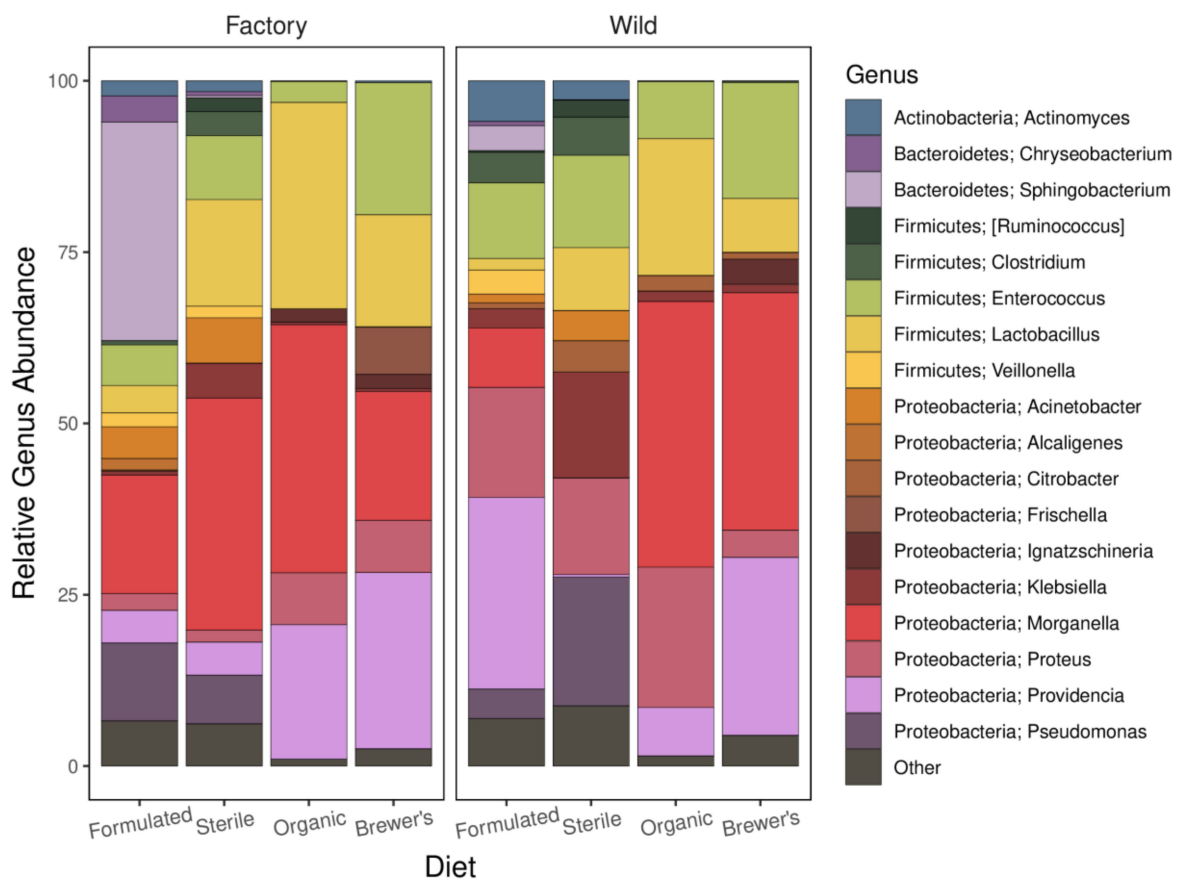 Factory
Wild
Relative Genus Abundance
100
75
50
25
0
Formulated
Sterile
Organic
Brewer's
Formulated
Sterile
Organic
Brewer's
Diet
Genus
Actinobacteria; Actinomyces
Bacteroidetes; Chryseobacterium
Bacteroidetes; Sphingobacterium
Firmicutes; [Ruminococcus]
Firmicutes; Clostridium
Firmicutes; Enterococcus
Firmicutes; Lactobacillus
Firmicutes; Veillonella
Proteobacteria; Acinetobacter
Proteobacteria; Alcaligenes
Proteobacteria; Citrobacter
Proteobacteria; Frischella
Proteobacteria; Ignatzschineria
Proteobacteria; Klebsiella
Proteobacteria; Morganella
Proteobacteria; Proteus
Proteobacteria; Providencia
Proteobacteria; Pseudomonas
Other